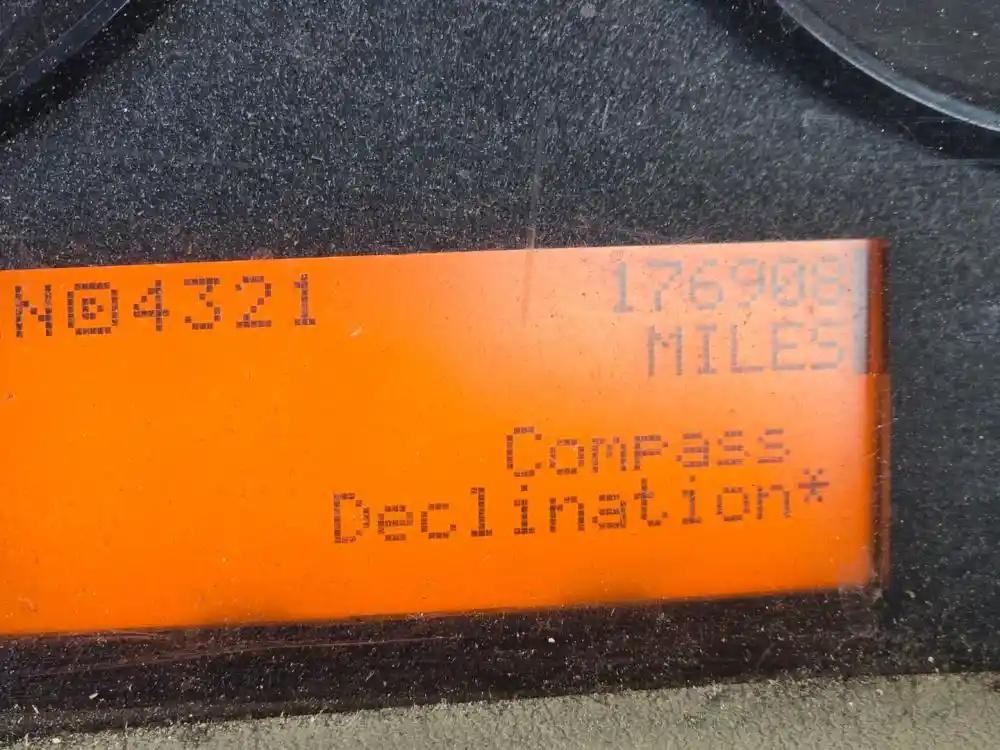 N@4321
176908
MILES
Compass
Declination*